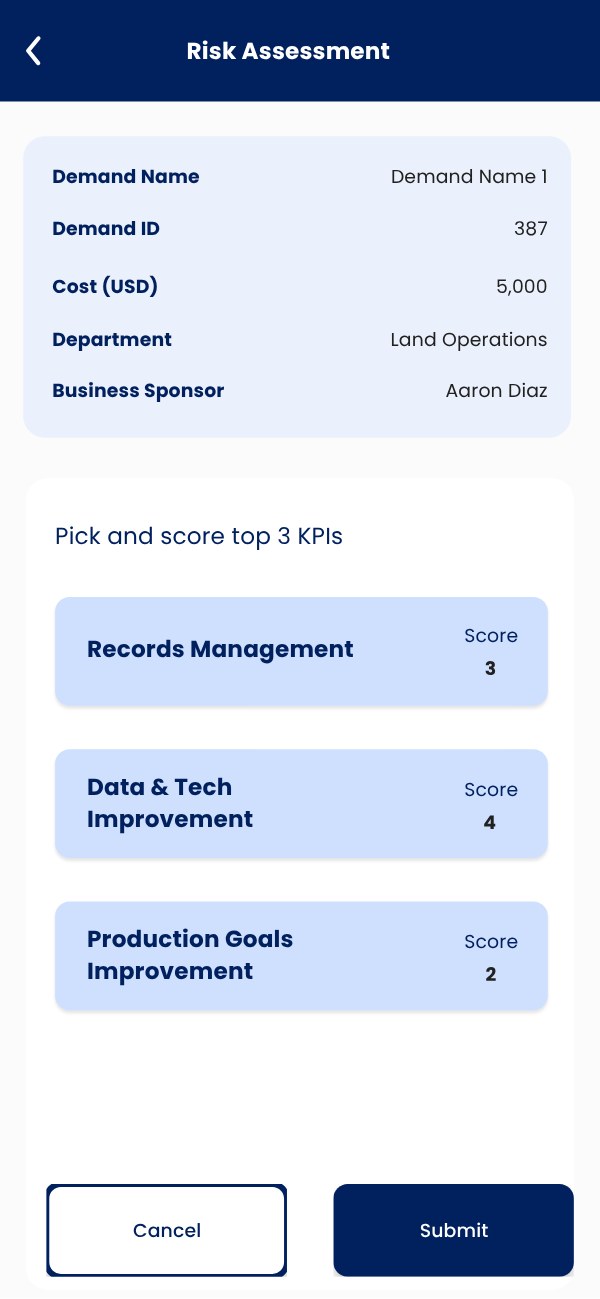 Risk Assessment
Demand Name Demand Name 1
Demand ID 387
Cost (USD) 5,000
Department Land Operations
Business Sponsor Aaron Diaz
Pick and score top 3 KPIs
Records Management
Score
3
Data & Tech
Improvement
Score
4
Production Goals
Improvement
Score
2
Cancel Submit